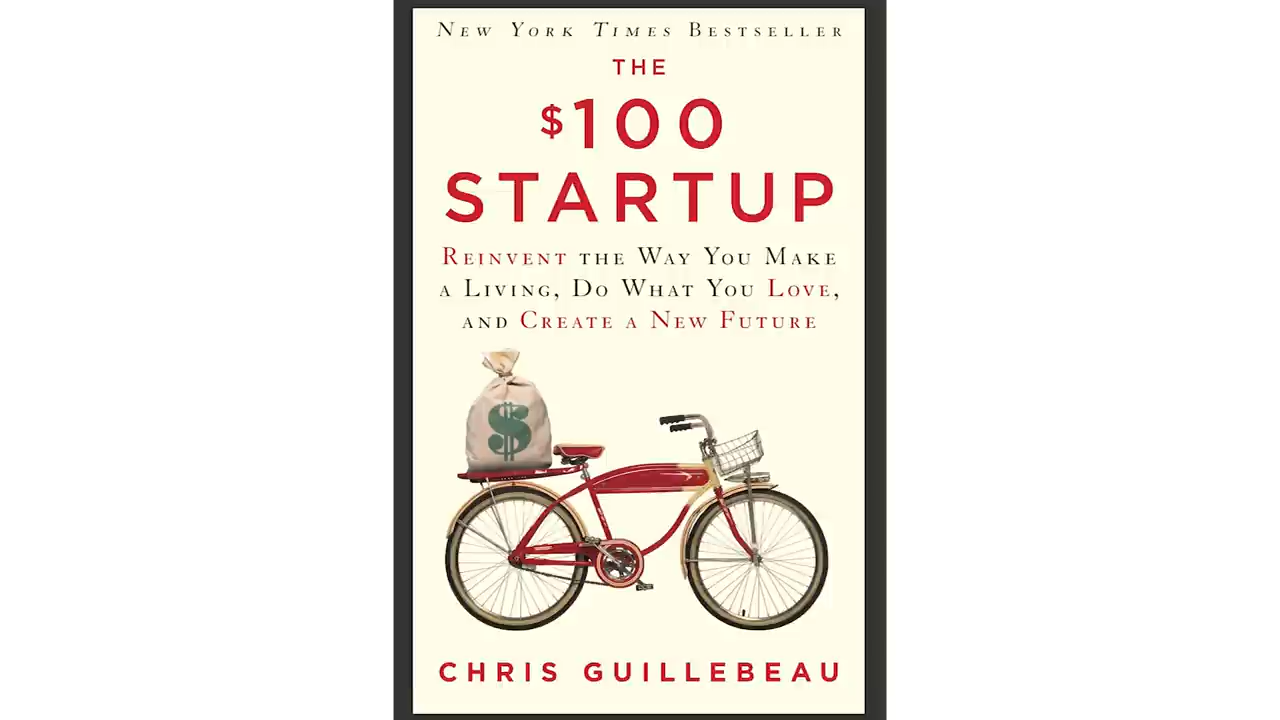 New York Times Bestseller
THE
$100
STARTUP
Reinvent the Way You Make
a Living, Do What You Love,
and Create a New Future
$
CHRIS GUILLEBEAU